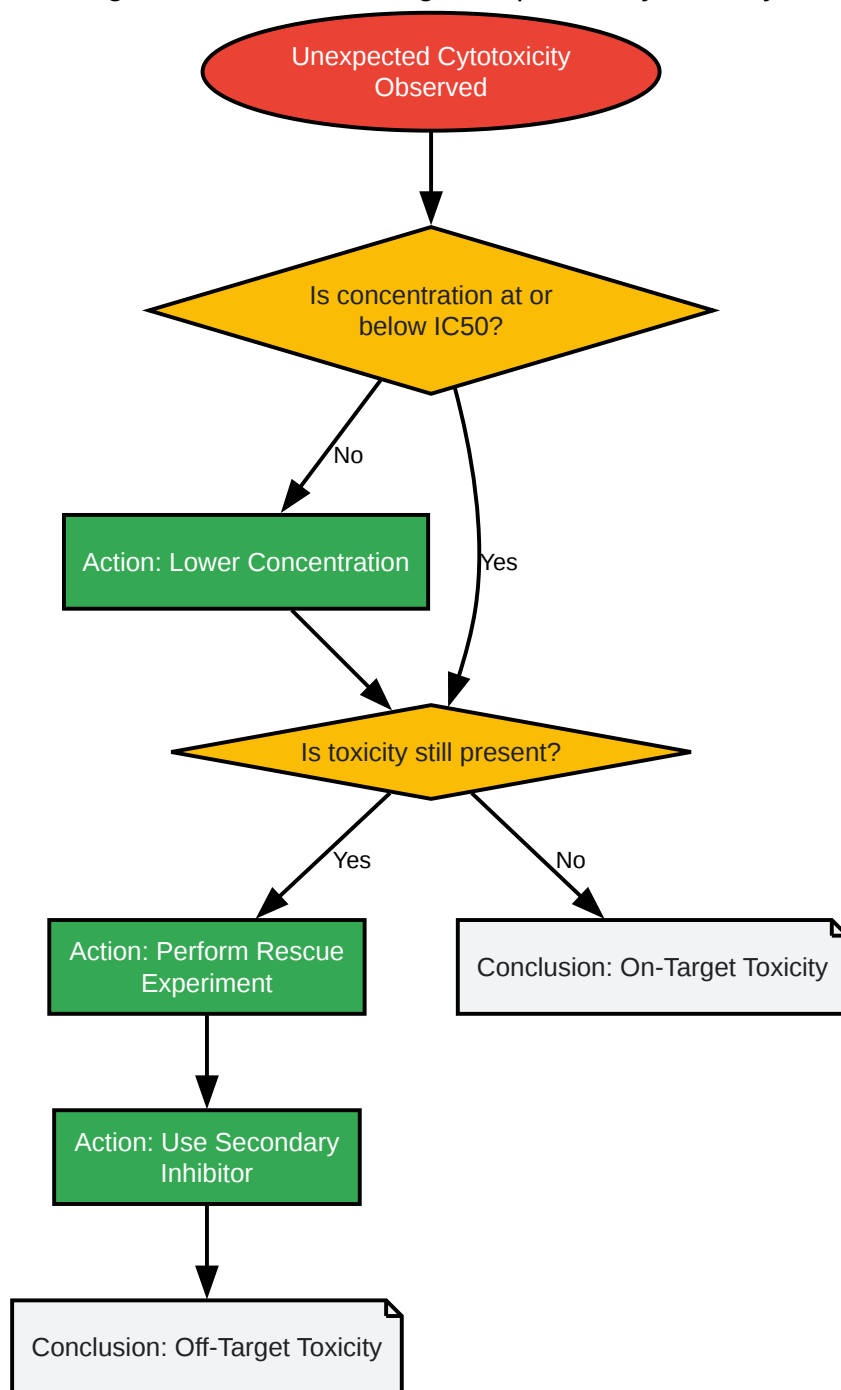 Unexpected Cytotoxicity
Observed
Is concentration at or
below IC50?
No
Action: Lower Concentration
Yes
Is toxicity still present?
Yes
No
Action: Perform Rescue
Experiment
Conclusion: On-Target Toxicity
Action: Use Secondary
Inhibitor
Conclusion: Off-Target Toxicity